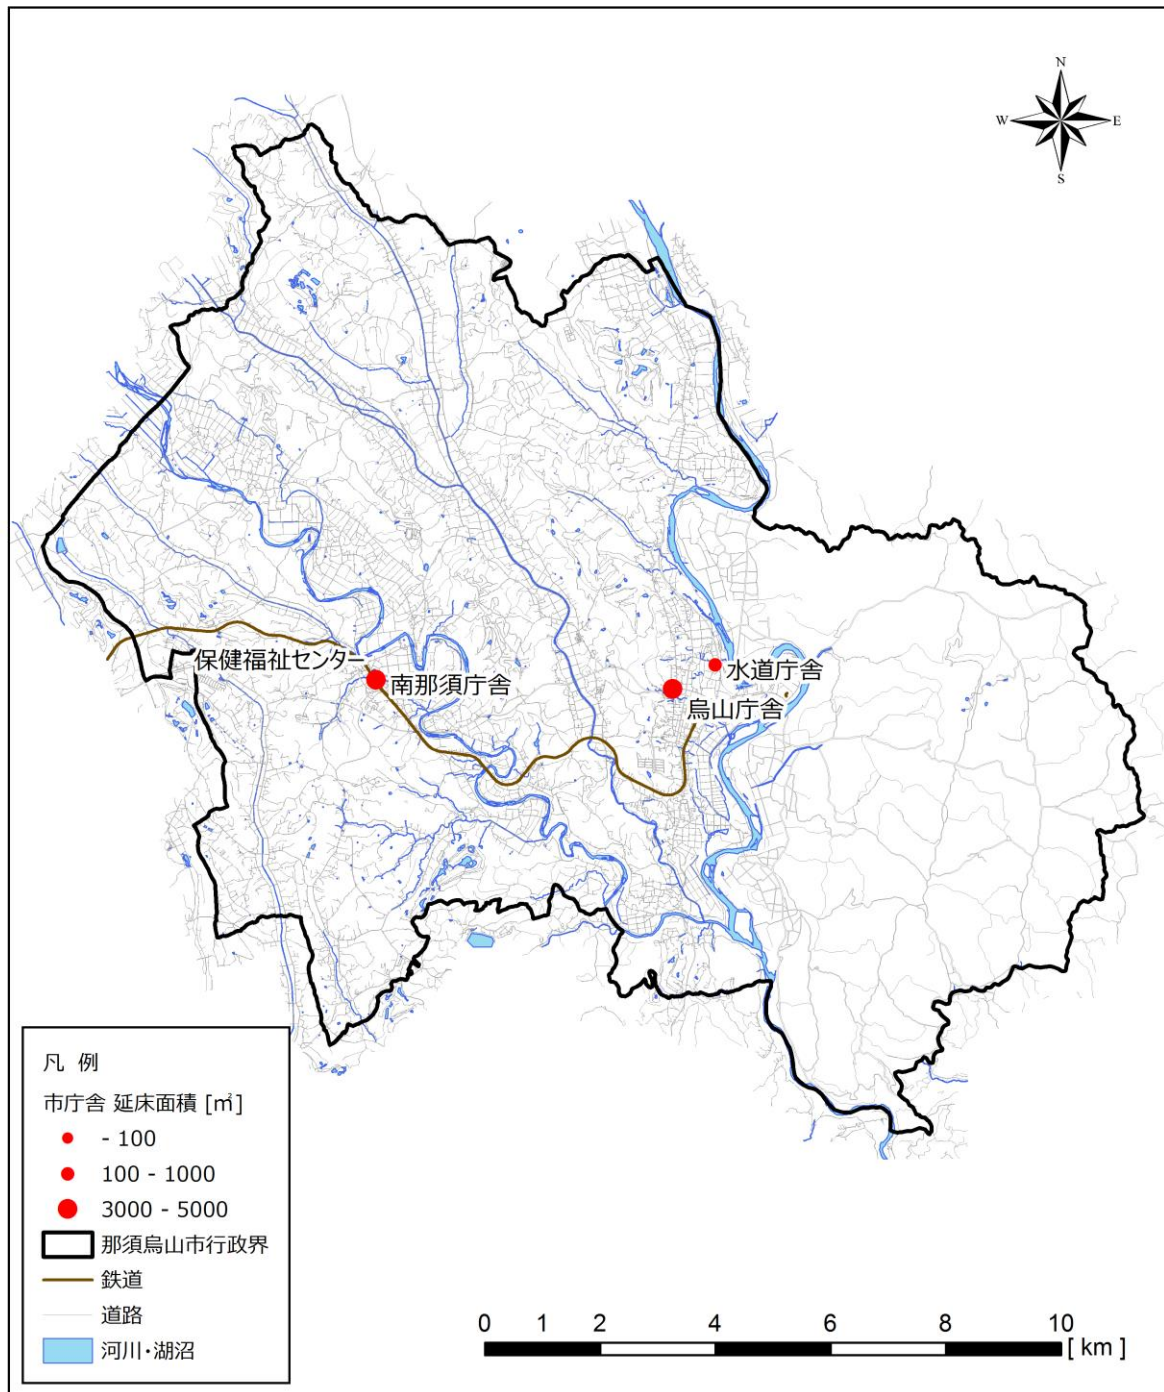 N
W E
S
保健福祉センター
南那須庁舎
水道庁舎
烏山庁舎
凡 例
市庁舎 延床面積 [㎡]
- 100
100 - 1000
3000 - 5000
那須烏山市行政界
鉄道
道路
河川・湖沼
0 1 2 4 6 8 10
[ km ]